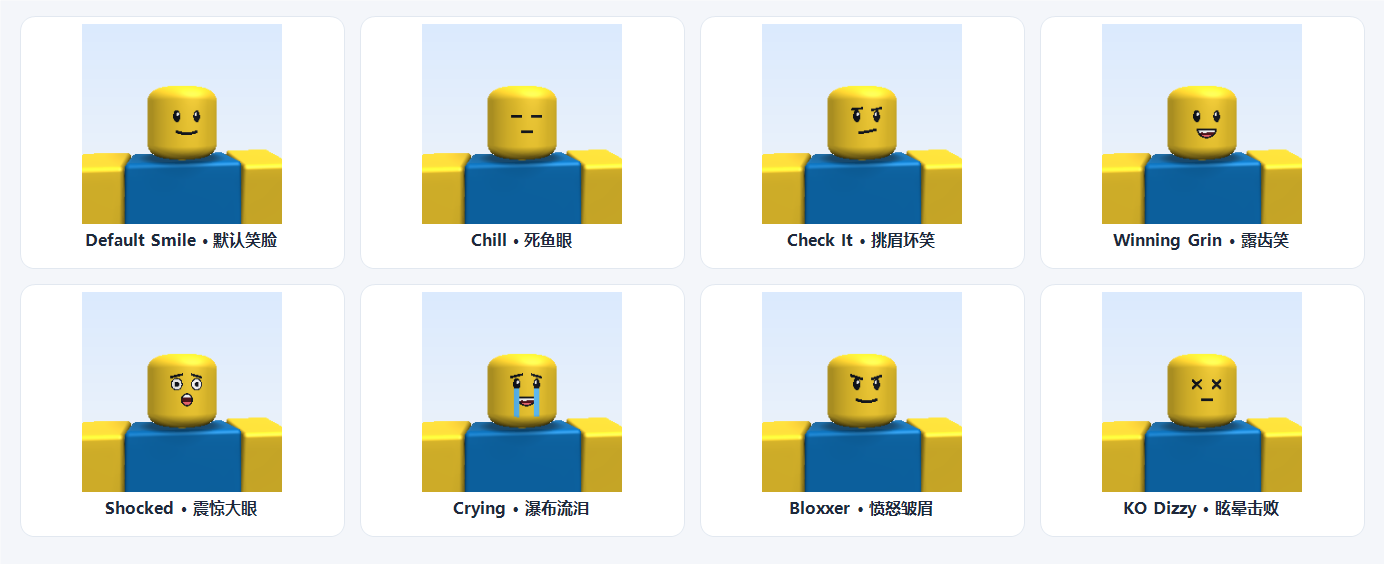 Default Smile • 默认笑脸
Chill • 死鱼眼
Check It • 挑眉坏笑
Winning Grin • 露齿笑
Shocked • 震惊大眼
Crying • 瀑布流泪
Bloxxer • 愤怒皱眉
KO Dizzy • 眩晕击败